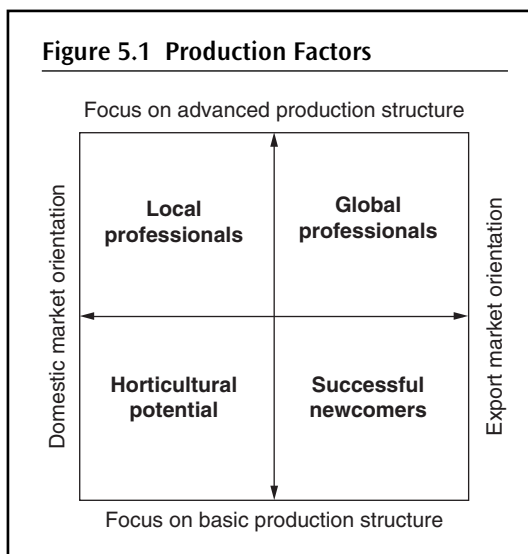 Figure 5.1 Production Factors
Focus on advanced production structure
Domestic market orientation
Local
professionals
Global
professionals
Export market orientation
Horticultural
potential
Successful
newcomers
Focus on basic production structure